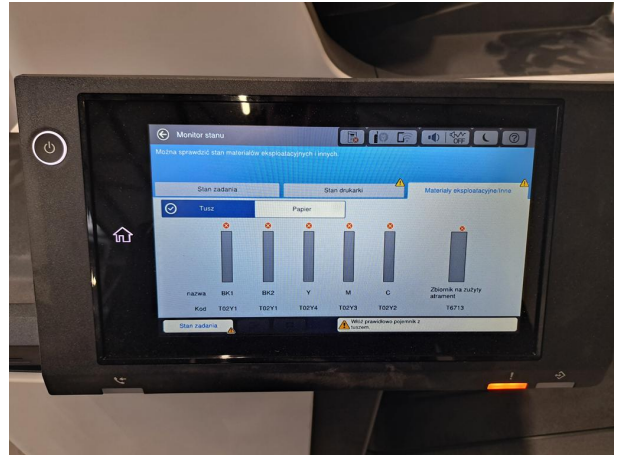 Monitor stanu
OFF
?
Można sprawdzić stan materiałów eksploatacyjnych i innych.
Stan zadania
Stan drukarki
Materiały eksploatacyjne/Inne
Tusz
Papier
nazwa BK1 BK2 Y M C Zbiornik na zużyty
atrament
Kod T02Y1 T02Y1 T02Y4 T02Y3 T02Y2 T6713
Stan zadania
Włóż prawidłowo pojemnik z
tuszem.
!